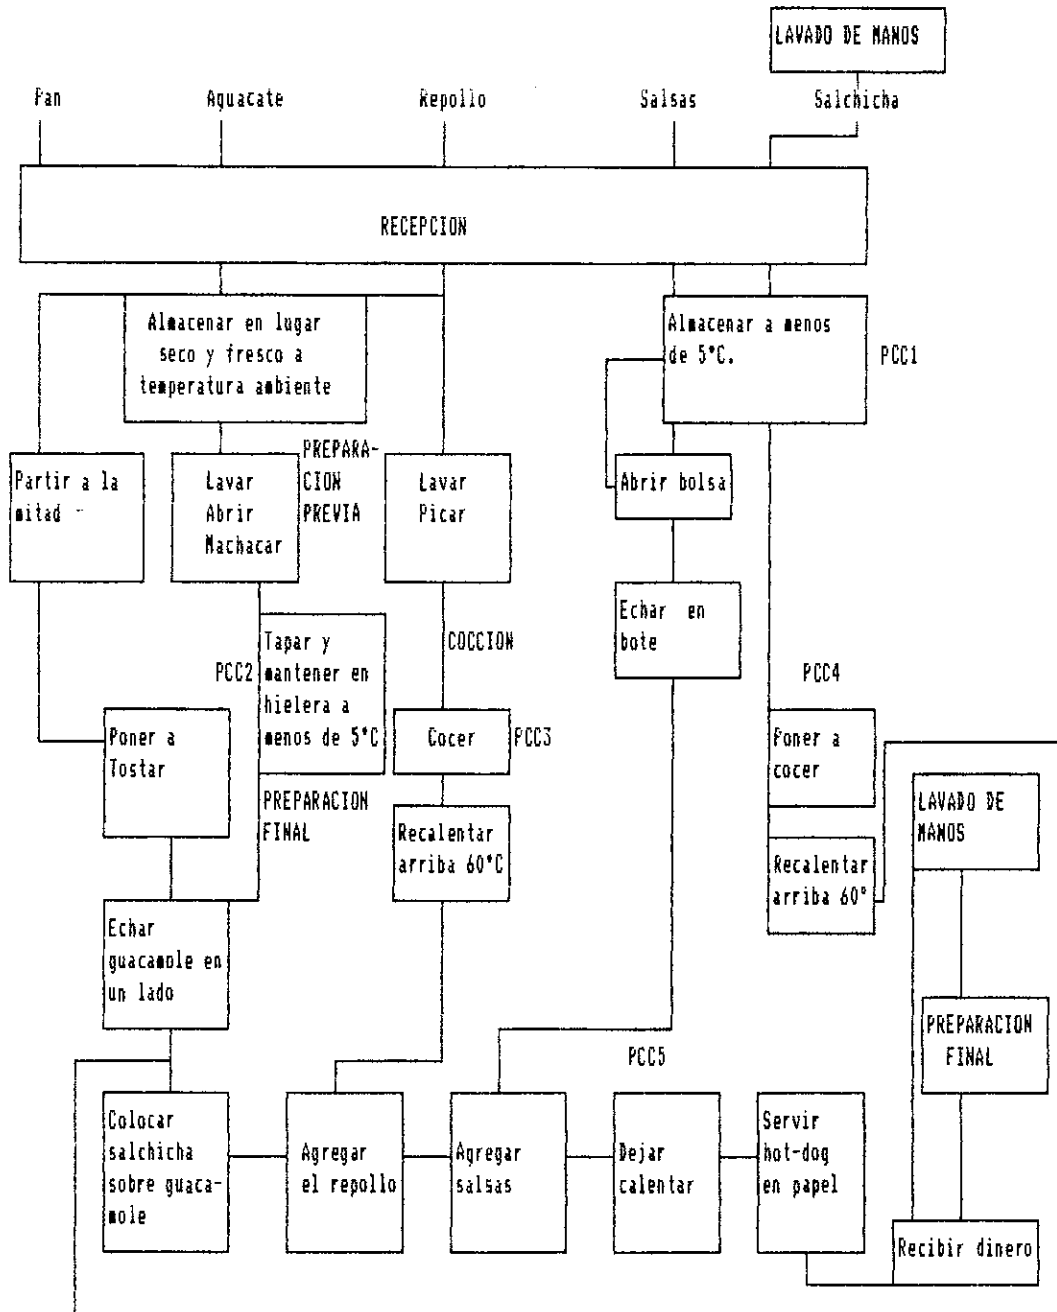 LAVADO DE MANOS
Pan
Aguacate
Repollo
Salsas
Salchicha
RECEPCION
Almacenar en lugar
seco y fresco a
temperatura ambiente
Almacenar a menos
de 5°C.
PCC1
Partir a la
mitad
Lavar
Abrir
Machacar
PREPARA-
CION
PREVIA
Lavar
Picar
Abrir bolsa
Echar en
bote
PCC2
Tapar y
mantener en
hielera a
menos de 5°C
COCCION
PCC4
Poner a
Tostar
Cocer
PCC3
Poner a
cocer
PREPARACION
FINAL
Recalentar
arriba 60°C
Recalentar
arriba 60°
LAVADO DE
MANOS
Echar
guacamole en
un lado
PREPARACION
FINAL
PCC5
Colocar
salchicha
sobre guaca-
mole
Agregar
el repollo
Agregar
salsas
Dejar
calentar
Servir
hot-dog
en papel
Recibir dinero